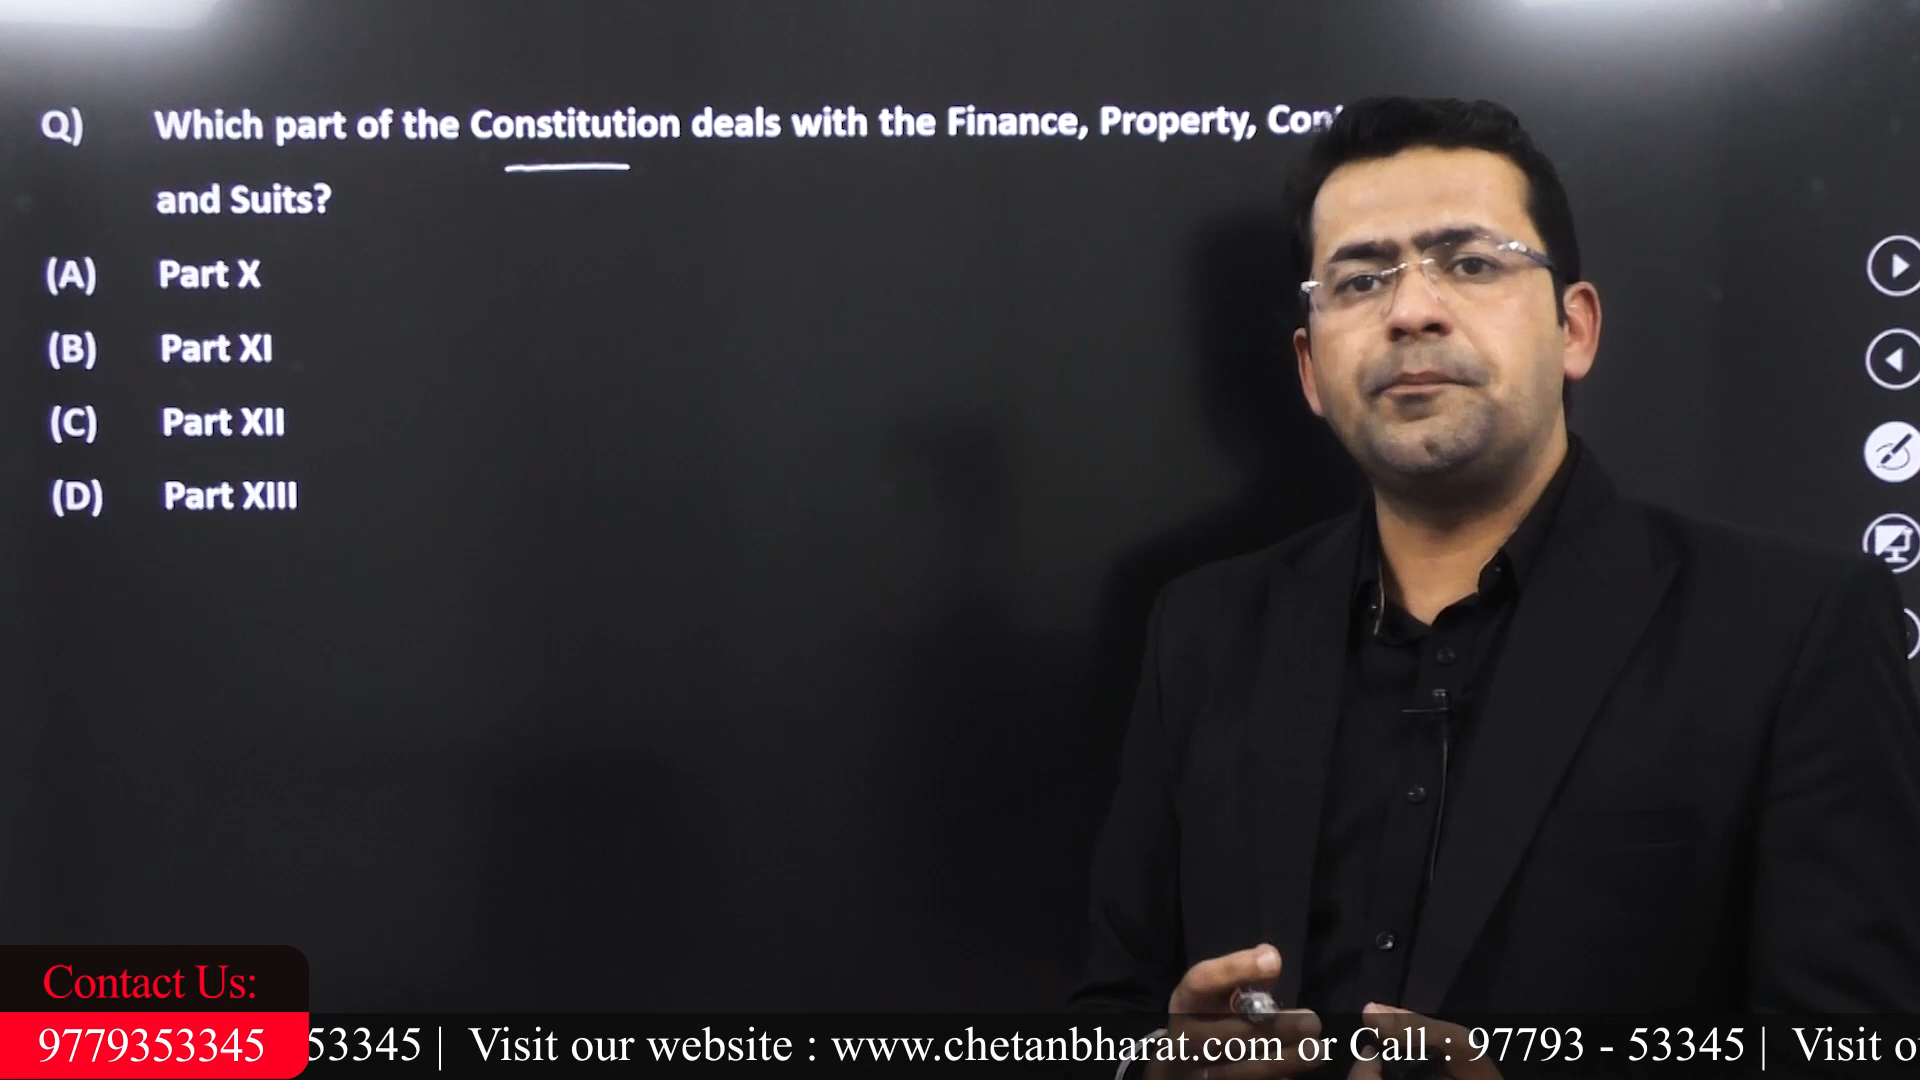 Q) Which part of the Constitution deals with the Finance, Property,
and Suits?
(A) Part X
(B) Part XI
(C) Part XII
(D) Part XIII
Contact Us:
9779353345 53345 | Visit our website : www.chetanbharat.com or Call : 97793 - 53345 | Visit